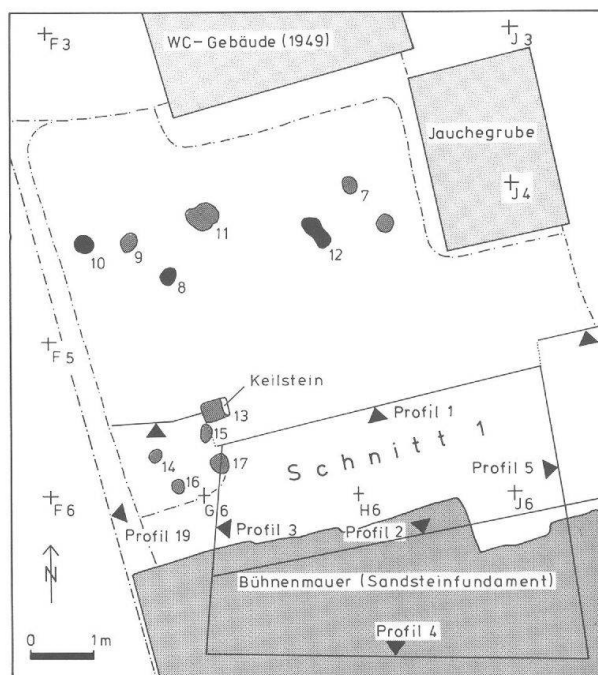 F3
J3
WC-Gebäude (1949)
Jauchegrube
J4
7
11
10
9
12
8
F5
Keilstein
13
Profil 1
15
Schnitt 1
14
17
Profil 5
16
F6
G6
H6
J6
Profil 19
Profil 3
Profil 2
N
Bühnenmauer (Sandsteinfundament)
Profil 4
0 1m